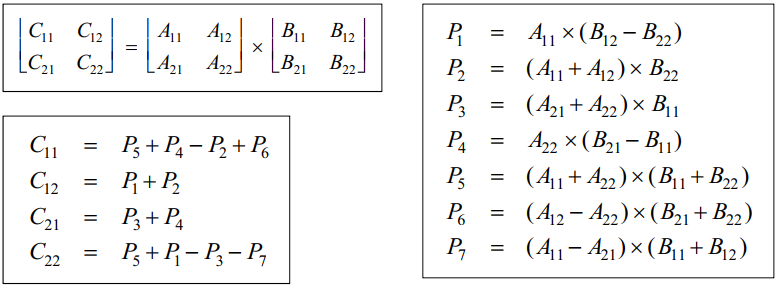 ⌊C₁₁ C₁₂⌋ = ⌊A₁₁ A₁₂⌋ × ⌊B₁₁ B₁₂⌋
⌊C₂₁ C₂₂⌋ ⌊A₂₁ A₂₂⌋ ⌊B₂₁ B₂₂⌋
C₁₁ = P₅ + P₄ − P₂ + P₆
C₁₂ = P₁ + P₂
C₂₁ = P₃ + P₄
C₂₂ = P₅ + P₁ − P₃ − P₇
P₁ = A₁₁ × (B₁₂ − B₂₂)
P₂ = (A₁₁ + A₁₂) × B₂₂
P₃ = (A₂₁ + A₂₂) × B₁₁
P₄ = A₂₂ × (B₂₁ − B₁₁)
P₅ = (A₁₁ + A₂₂) × (B₁₁ + B₂₂)
P₆ = (A₁₂ − A₂₂) × (B₂₁ + B₂₂)
P₇ = (A₁₁ − A₂₁) × (B₁₁ + B₁₂)